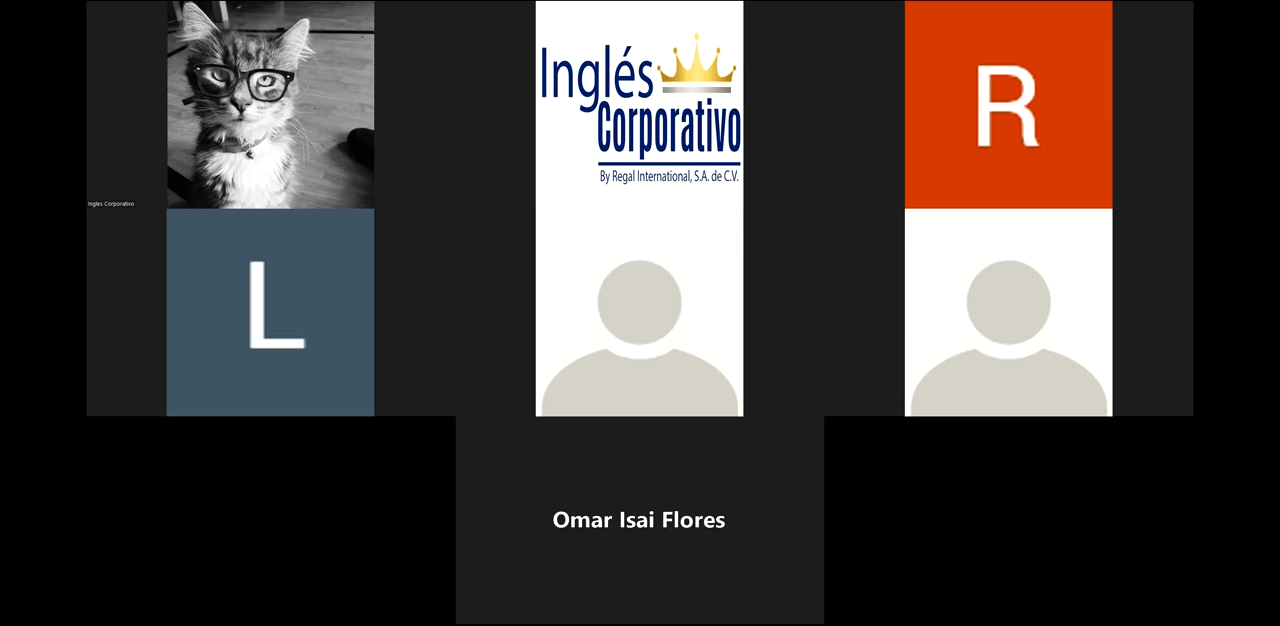 Inglés
Corporativo
By Regal International, S.A. de C.V.
R
Ingles Corporativo
L
Omar Isai Flores